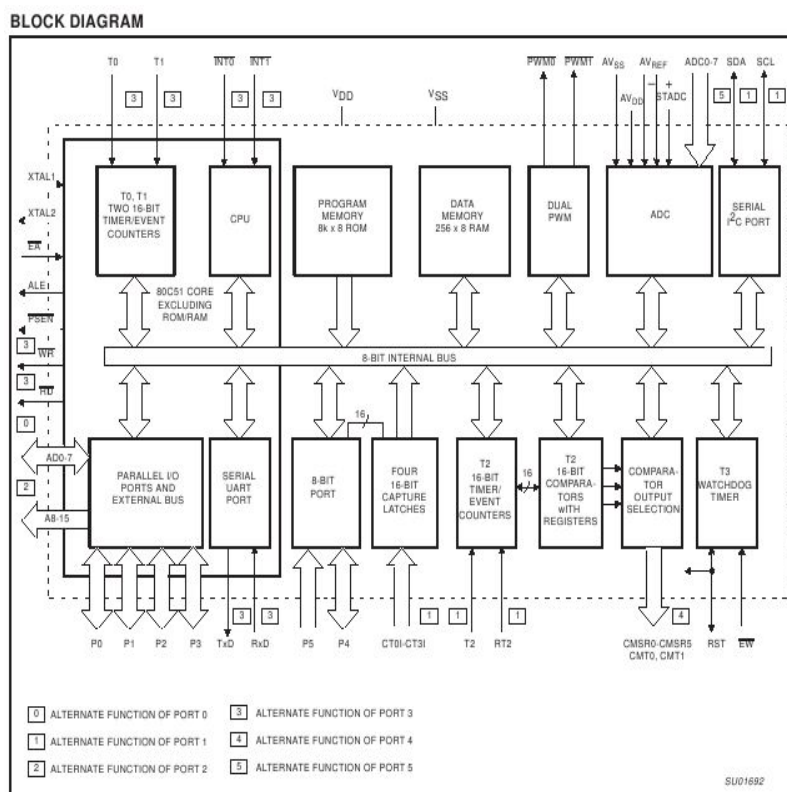 BLOCK DIAGRAM
T0 T1 INT0 INT1 PWM0 PWM1 AVSS AVREF ADC0-7 SDA SCL
− +
VDD VSS AVDD STADC
3 3 3 3 5 1 1
XTAL1
XTAL2
EA
ALE
PSEN
3
WR
3
RD
0
AD0-7
2
A8-15
T0, T1
TWO 16-BIT
TIMER/EVENT
COUNTERS
CPU
PROGRAM
MEMORY
8k x 8 ROM
DATA
MEMORY
256 x 8 RAM
DUAL
PWM
ADC
SERIAL
I2C PORT
80C51 CORE
EXCLUDING
ROM/RAM
8-BIT INTERNAL BUS
PARALLEL I/O
PORTS AND
EXTERNAL BUS
SERIAL
UART
PORT
8-BIT
PORT
16
FOUR
16-BIT
CAPTURE
LATCHES
T2
16-BIT
TIMER/
EVENT
COUNTERS
16
T2
16-BIT
COMPARA-
TORS
with
REGISTERS
COMPARA-
TOR
OUTPUT
SELECTION
T3
WATCHDOG
TIMER
3 3 1 1 1 4
P0 P1 P2 P3 TxD RxD P5 P4 CT0I-CT3I T2 RT2 CMSR0-CMSR5 RST EW
CMT0, CMT1
0 ALTERNATE FUNCTION OF PORT 0
1 ALTERNATE FUNCTION OF PORT 1
2 ALTERNATE FUNCTION OF PORT 2
3 ALTERNATE FUNCTION OF PORT 3
4 ALTERNATE FUNCTION OF PORT 4
5 ALTERNATE FUNCTION OF PORT 5
SU01692